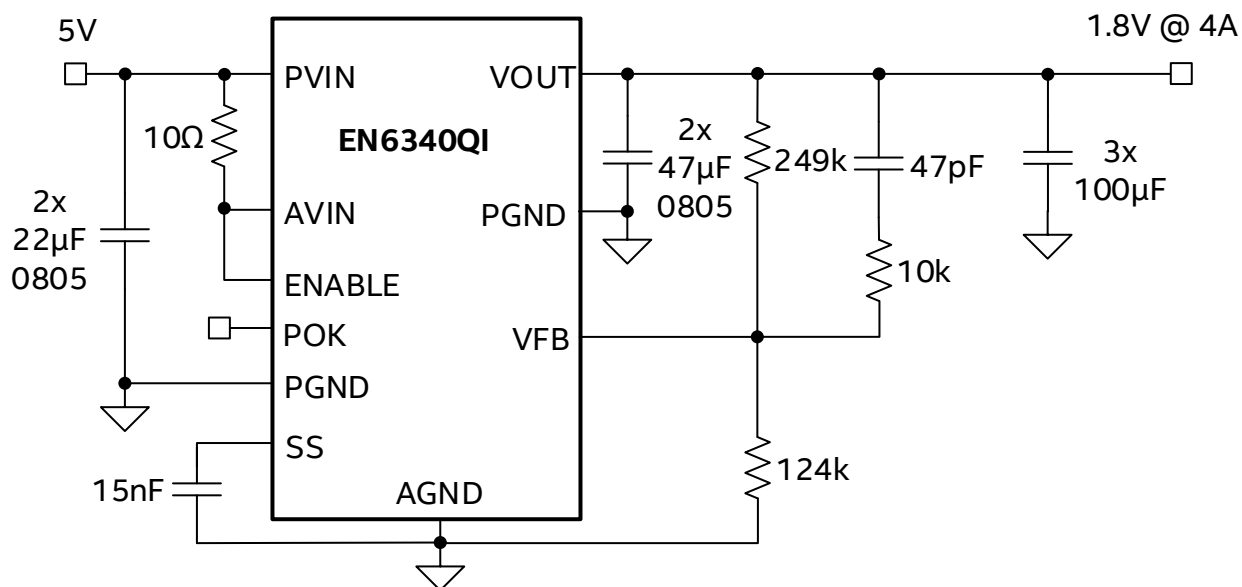 5V
1.8V @ 4A
PVIN
VOUT
10Ω
EN6340QI
2x
47µF
0805
249k
47pF
3x
100µF
2x
22µF
0805
AVIN
PGND
ENABLE
10k
POK
VFB
PGND
SS
15nF
AGND
124k